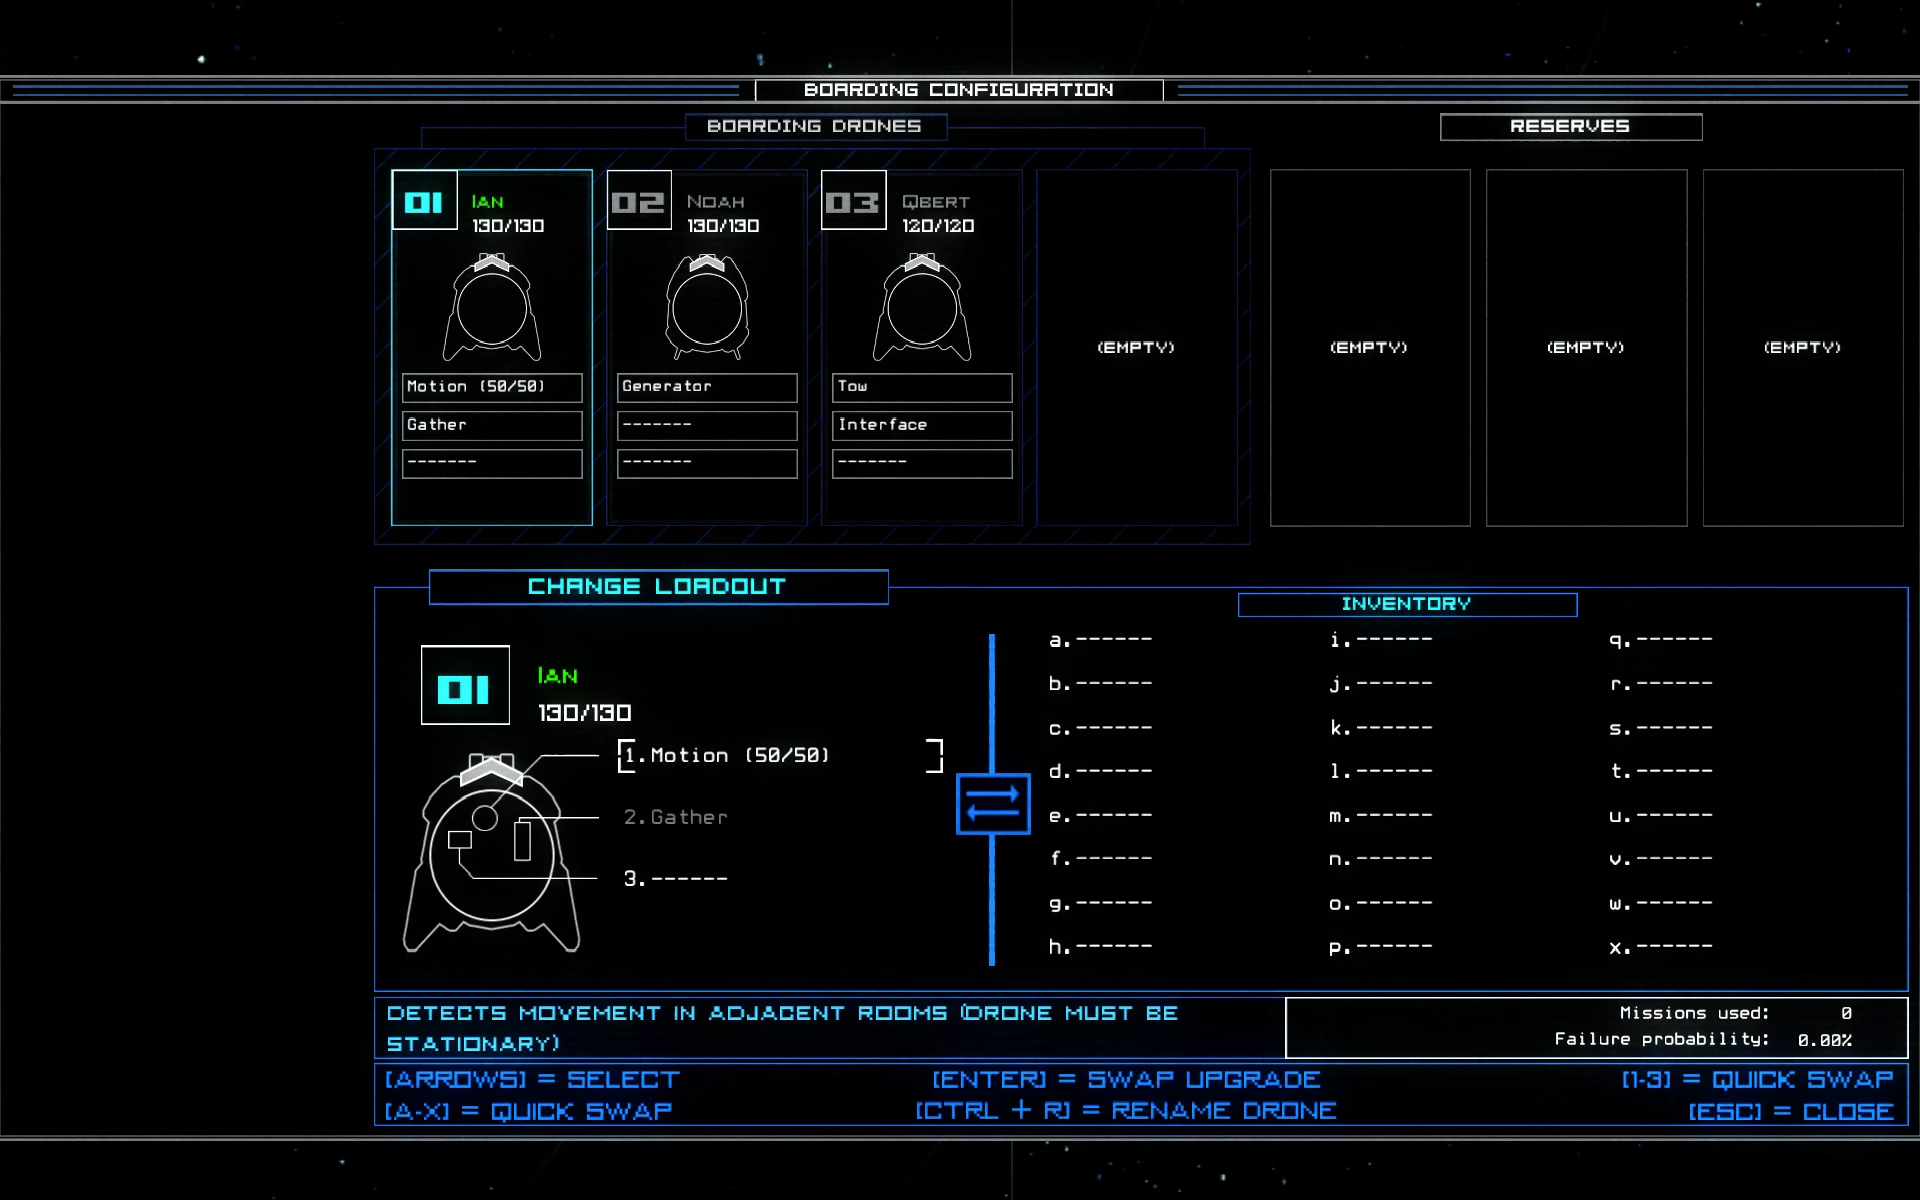 BOARDING CONFIGURATION
BOARDING DRONES
RESERVES
01 Ian 130/130
Motion (50/50)
Gather
-------
02 Noah 130/130
Generator
-------
-------
03 Qbert 120/120
Tow
Interface
-------
(EMPTY)
(EMPTY)
(EMPTY)
(EMPTY)
CHANGE LOADOUT
01 Ian
130/130
1.Motion (50/50)
2.Gather
3.------
INVENTORY
a.------ i.------ q.------
b.------ j.------ r.------
c.------ k.------ s.------
d.------ l.------ t.------
e.------ m.------ u.------
f.------ n.------ v.------
g.------ o.------ w.------
h.------ p.------ x.------
DETECTS MOVEMENT IN ADJACENT ROOMS (DRONE MUST BE
STATIONARY)
Missions used: 0
Failure probability: 0.00%
[ARROWS] = SELECT [ENTER] = SWAP UPGRADE [1-3] = QUICK SWAP
[A-X] = QUICK SWAP [CTRL + R] = RENAME DRONE [ESC] = CLOSE